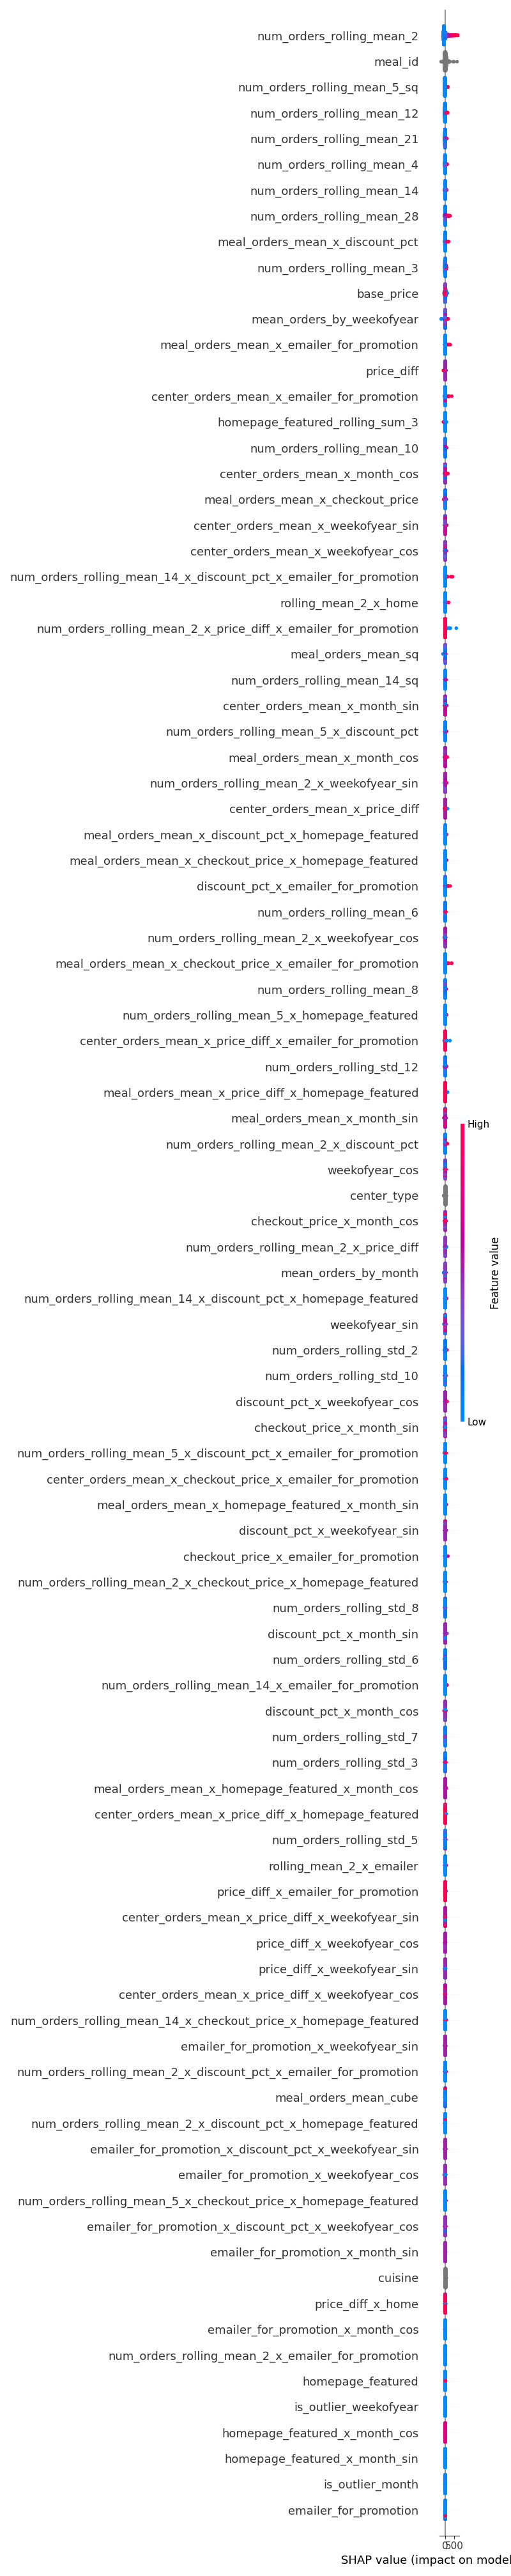 num_orders_rolling_mean_2
meal_id
num_orders_rolling_mean_5_sq
num_orders_rolling_mean_12
num_orders_rolling_mean_21
num_orders_rolling_mean_4
num_orders_rolling_mean_14
num_orders_rolling_mean_28
meal_orders_mean_x_discount_pct
num_orders_rolling_mean_3
base_price
mean_orders_by_weekofyear
meal_orders_mean_x_emailer_for_promotion
price_diff
center_orders_mean_x_emailer_for_promotion
homepage_featured_rolling_sum_3
num_orders_rolling_mean_10
center_orders_mean_x_month_cos
meal_orders_mean_x_checkout_price
center_orders_mean_x_weekofyear_sin
center_orders_mean_x_weekofyear_cos
num_orders_rolling_mean_14_x_discount_pct_x_emailer_for_promotion
rolling_mean_2_x_home
num_orders_rolling_mean_2_x_price_diff_x_emailer_for_promotion
meal_orders_mean_sq
num_orders_rolling_mean_14_sq
center_orders_mean_x_month_sin
num_orders_rolling_mean_5_x_discount_pct
meal_orders_mean_x_month_cos
num_orders_rolling_mean_2_x_weekofyear_sin
center_orders_mean_x_price_diff
meal_orders_mean_x_discount_pct_x_homepage_featured
meal_orders_mean_x_checkout_price_x_homepage_featured
discount_pct_x_emailer_for_promotion
num_orders_rolling_mean_6
num_orders_rolling_mean_2_x_weekofyear_cos
meal_orders_mean_x_checkout_price_x_emailer_for_promotion
num_orders_rolling_mean_8
num_orders_rolling_mean_5_x_homepage_featured
center_orders_mean_x_price_diff_x_emailer_for_promotion
num_orders_rolling_std_12
meal_orders_mean_x_price_diff_x_homepage_featured
meal_orders_mean_x_month_sin
High
num_orders_rolling_mean_2_x_discount_pct
weekofyear_cos
center_type
checkout_price_x_month_cos
num_orders_rolling_mean_2_x_price_diff
Feature value
mean_orders_by_month
num_orders_rolling_mean_14_x_discount_pct_x_homepage_featured
weekofyear_sin
num_orders_rolling_std_2
num_orders_rolling_std_10
discount_pct_x_weekofyear_cos
Low
checkout_price_x_month_sin
num_orders_rolling_mean_5_x_discount_pct_x_emailer_for_promotion
center_orders_mean_x_checkout_price_x_emailer_for_promotion
meal_orders_mean_x_homepage_featured_x_month_sin
discount_pct_x_weekofyear_sin
checkout_price_x_emailer_for_promotion
num_orders_rolling_mean_2_x_checkout_price_x_homepage_featured
num_orders_rolling_std_8
discount_pct_x_month_sin
num_orders_rolling_std_6
num_orders_rolling_mean_14_x_emailer_for_promotion
discount_pct_x_month_cos
num_orders_rolling_std_7
num_orders_rolling_std_3
meal_orders_mean_x_homepage_featured_x_month_cos
center_orders_mean_x_price_diff_x_homepage_featured
num_orders_rolling_std_5
rolling_mean_2_x_emailer
price_diff_x_emailer_for_promotion
center_orders_mean_x_price_diff_x_weekofyear_sin
price_diff_x_weekofyear_cos
price_diff_x_weekofyear_sin
center_orders_mean_x_price_diff_x_weekofyear_cos
num_orders_rolling_mean_14_x_checkout_price_x_homepage_featured
emailer_for_promotion_x_weekofyear_sin
num_orders_rolling_mean_2_x_discount_pct_x_emailer_for_promotion
meal_orders_mean_cube
num_orders_rolling_mean_2_x_discount_pct_x_homepage_featured
emailer_for_promotion_x_discount_pct_x_weekofyear_sin
emailer_for_promotion_x_weekofyear_cos
num_orders_rolling_mean_5_x_checkout_price_x_homepage_featured
emailer_for_promotion_x_discount_pct_x_weekofyear_cos
emailer_for_promotion_x_month_sin
cuisine
price_diff_x_home
emailer_for_promotion_x_month_cos
num_orders_rolling_mean_2_x_emailer_for_promotion
homepage_featured
is_outlier_weekofyear
homepage_featured_x_month_cos
homepage_featured_x_month_sin
is_outlier_month
emailer_for_promotion
SHAP value (impact on model